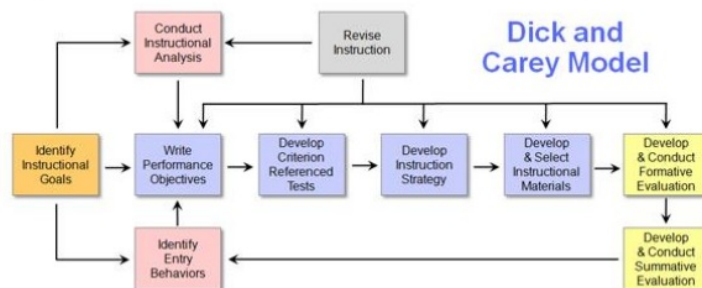 Conduct
Instructional
Analysis
Revise
Instruction
Dick and
Carey Model
Identify
Instructional
Goals
Write
Performance
Objectives
Develop
Criterion
Referenced
Tests
Develop
Instruction
Strategy
Develop
& Select
Instructional
Materials
Develop
& Conduct
Formative
Evaluation
Identify
Entry
Behaviors
Develop
& Conduct
Summative
Evaluation